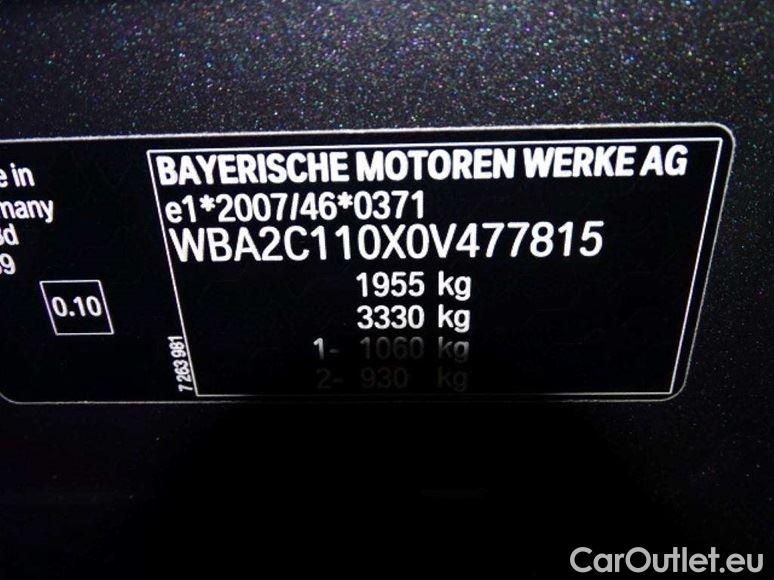 e in
many
3d
9
0.10
7 263 981
BAYERISCHE MOTOREN WERKE AG
e1*2007/46*0371
WBA2C110X0V477815
1955 kg
3330 kg
1- 1060 kg
2- 930 kg
CarOutlet.eu